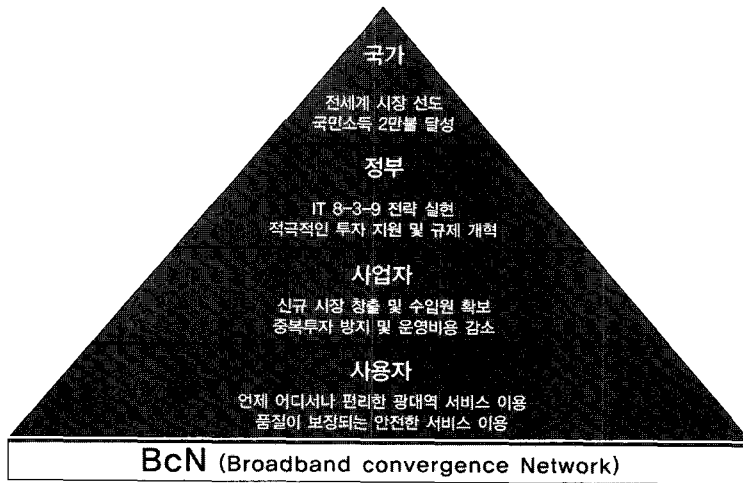 국가
전세계 시장 선도
국민소득 2만불 달성
정부
IT 8-3-9 전략 실현
적극적인 투자 지원 및 규제 개혁
사업자
신규 시장 창출 및 수입원 확보
중복투자 방지 및 운영비용 감소
사용자
언제 어디서나 편리한 광대역 서비스 이용
품질이 보장되는 안전한 서비스 이용
BcN (Broadband convergence Network)